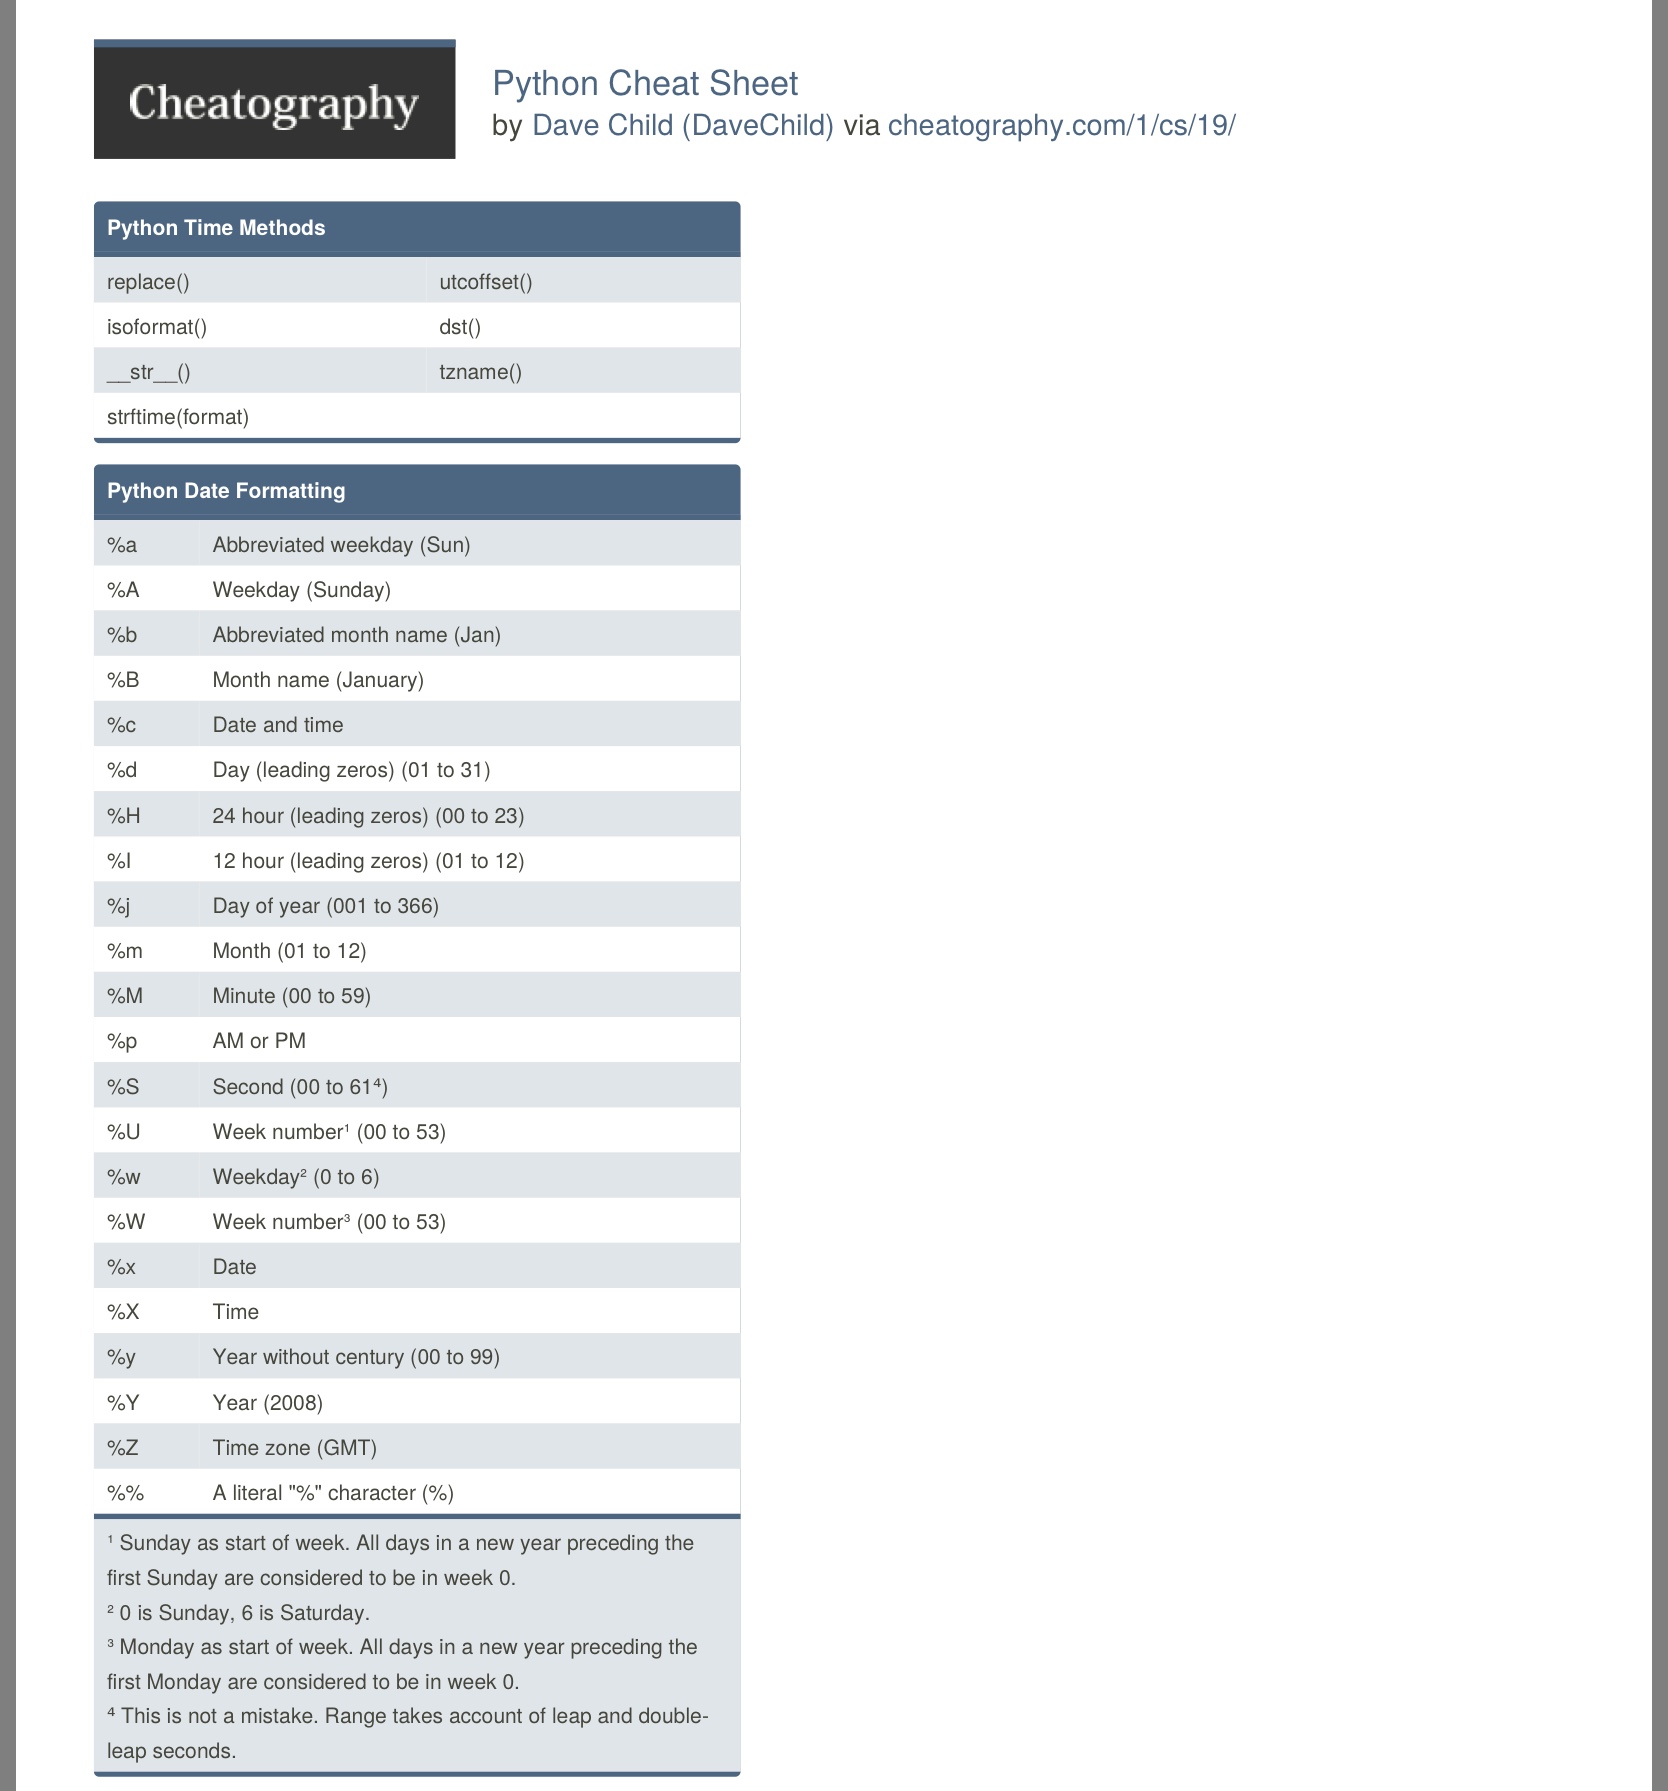 Cheatography
Python Cheat Sheet
by Dave Child (DaveChild) via cheatography.com/1/cs/19/
Python Time Methods
replace() utcoffset()
isoformat() dst()
__str__() tzname()
strftime(format)
Python Date Formatting
%a Abbreviated weekday (Sun)
%A Weekday (Sunday)
%b Abbreviated month name (Jan)
%B Month name (January)
%c Date and time
%d Day (leading zeros) (01 to 31)
%H 24 hour (leading zeros) (00 to 23)
%I 12 hour (leading zeros) (01 to 12)
%j Day of year (001 to 366)
%m Month (01 to 12)
%M Minute (00 to 59)
%p AM or PM
%S Second (00 to 61⁴)
%U Week number¹ (00 to 53)
%w Weekday² (0 to 6)
%W Week number³ (00 to 53)
%x Date
%X Time
%y Year without century (00 to 99)
%Y Year (2008)
%Z Time zone (GMT)
%% A literal "%" character (%)
¹ Sunday as start of week. All days in a new year preceding the
first Sunday are considered to be in week 0.
² 0 is Sunday, 6 is Saturday.
³ Monday as start of week. All days in a new year preceding the
first Monday are considered to be in week 0.
⁴ This is not a mistake. Range takes account of leap and double-
leap seconds.